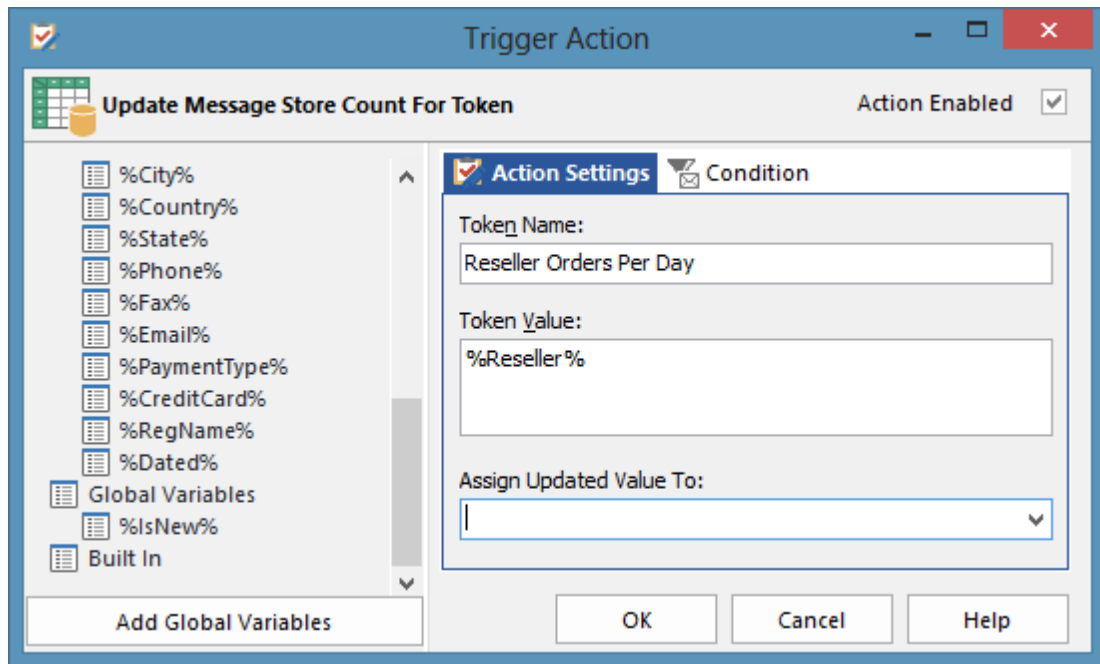 Trigger Action
Update Message Store Count For Token
Action Enabled
%City%
%Country%
%State%
%Phone%
%Fax%
%Email%
%PaymentType%
%CreditCard%
%RegName%
%Dated%
Global Variables
%IsNew%
Built In
Add Global Variables
Action Settings
Condition
Token Name:
Reseller Orders Per Day
Token Value:
%Reseller%
Assign Updated Value To:
OK
Cancel
Help